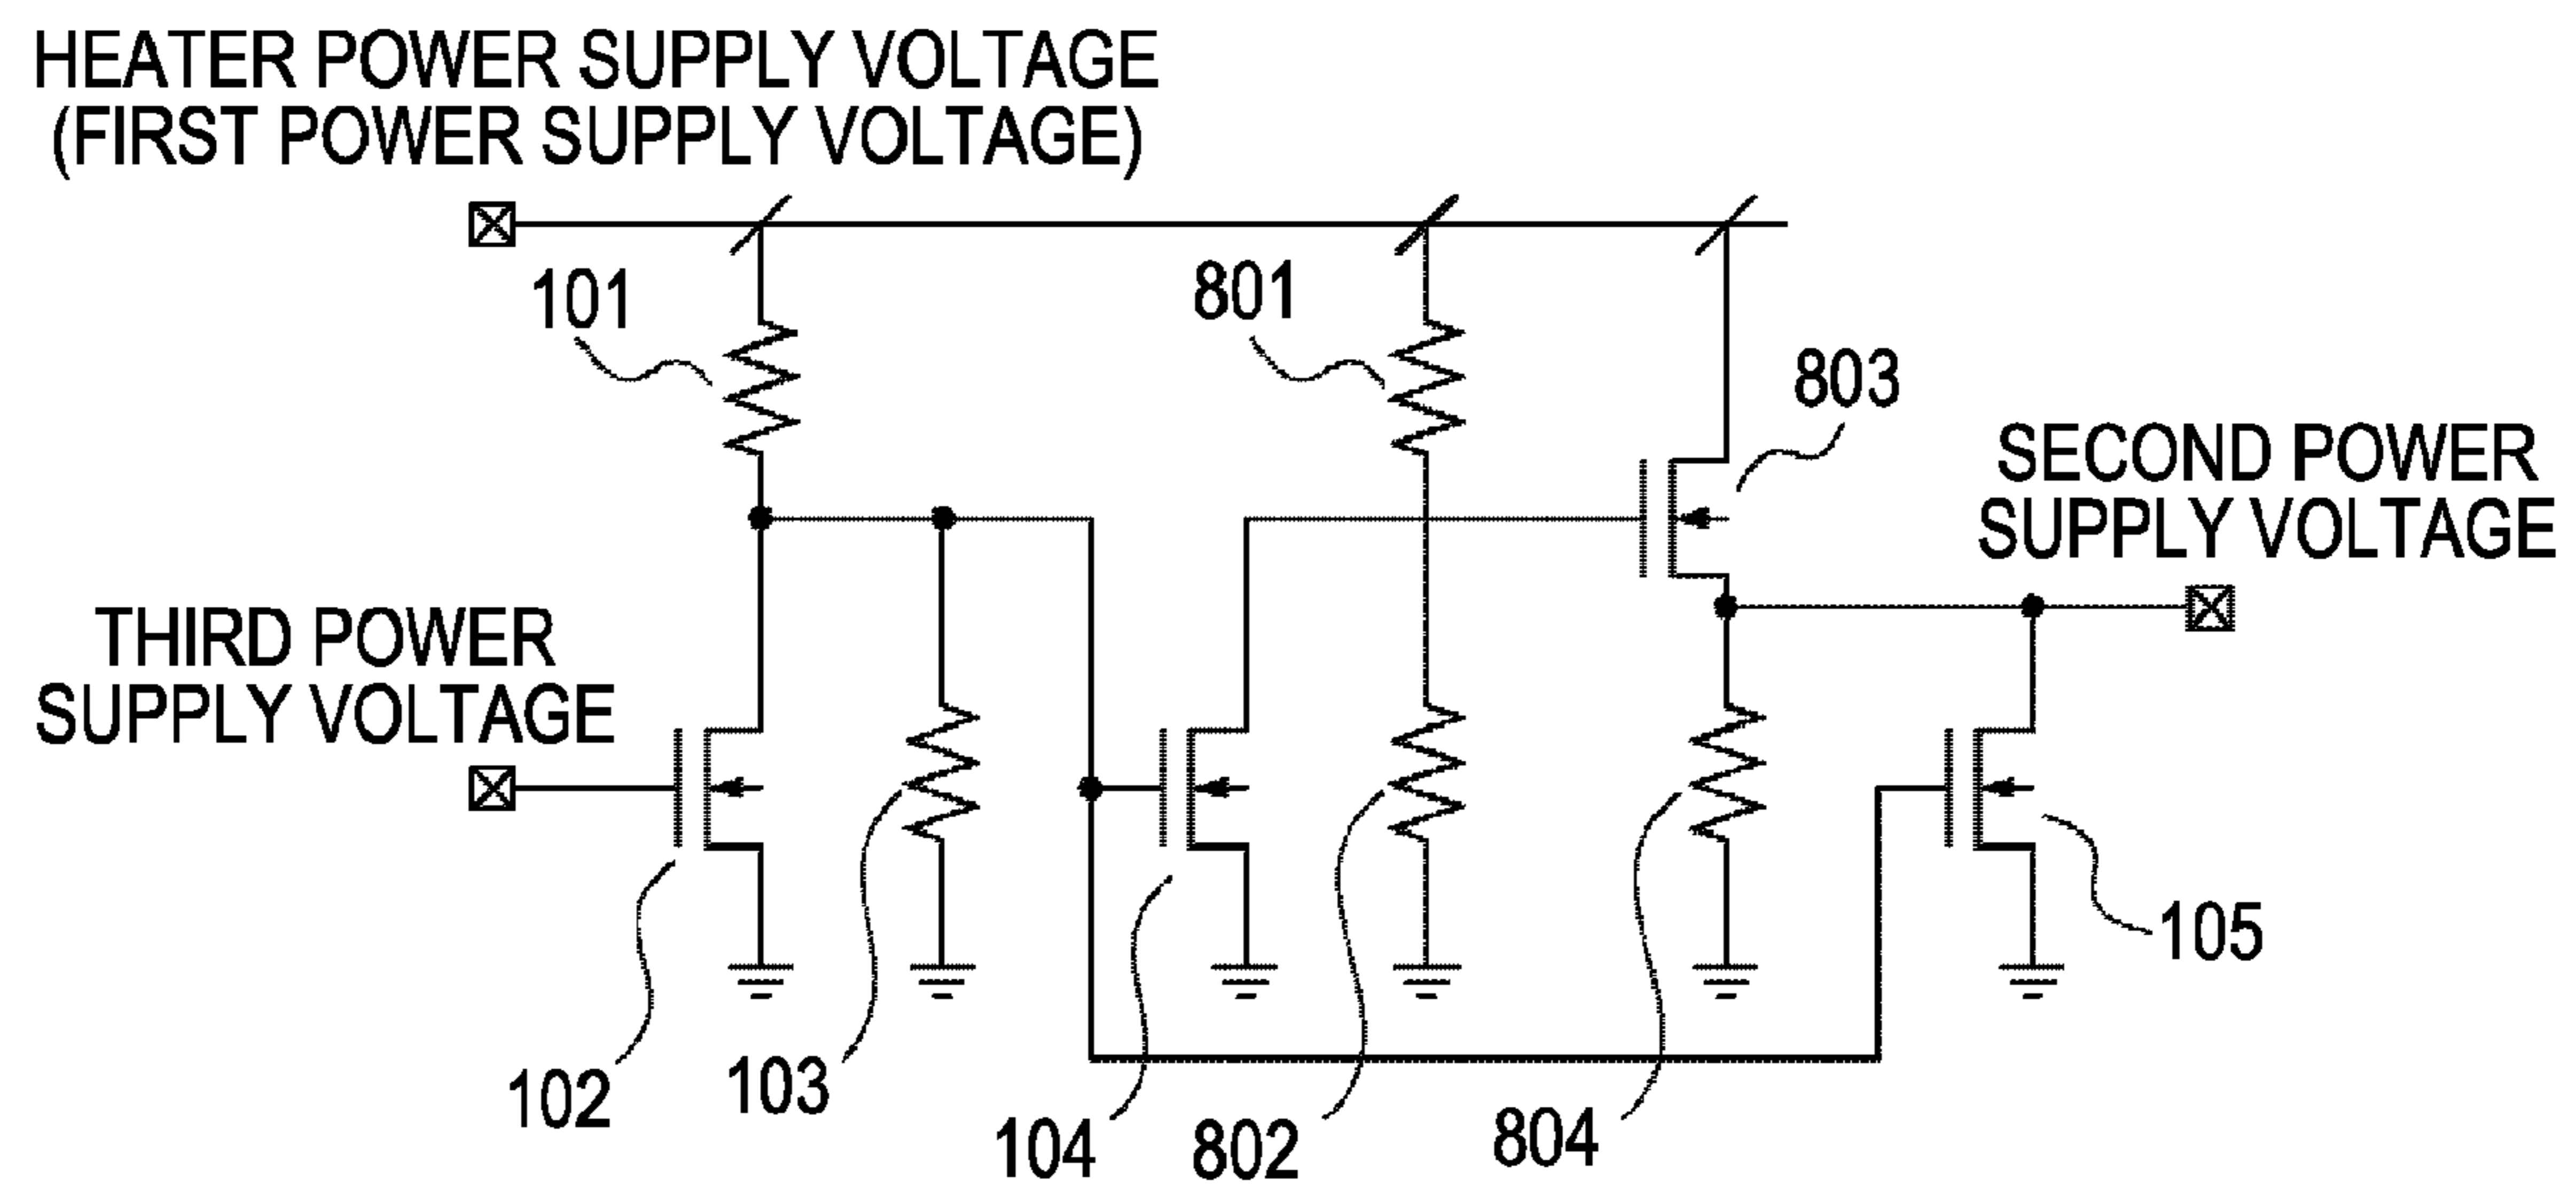 HEATER POWER SUPPLY VOLTAGE
(FIRST POWER SUPPLY VOLTAGE)
101
801
803
SECOND POWER
SUPPLY VOLTAGE
THIRD POWER
SUPPLY VOLTAGE
102
103
104
802
804
105